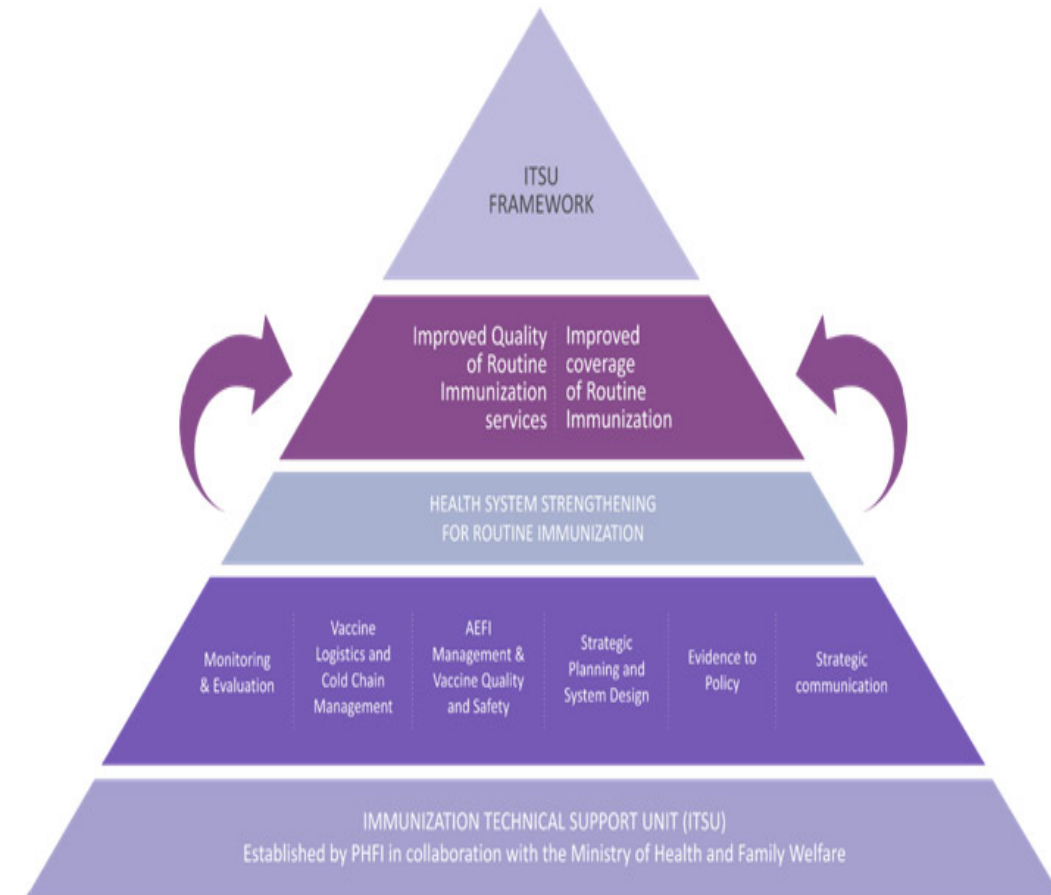 ITSU
FRAMEWORK
Improved Quality
of Routine
Immunization
services
Improved
coverage
of Routine
Immunization
HEALTH SYSTEM STRENGTHENING
FOR ROUTINE IMMUNIZATION
Monitoring
& Evaluation
Vaccine
Logistics and
Cold Chain
Management
AEFI
Management &
Vaccine Quality
and Safety
Strategic
Planning and
System Design
Evidence to
Policy
Strategic
communication
IMMUNIZATION TECHNICAL SUPPORT UNIT (ITSU)
Established by PHFI in collaboration with the Ministry of Health and Family Welfare